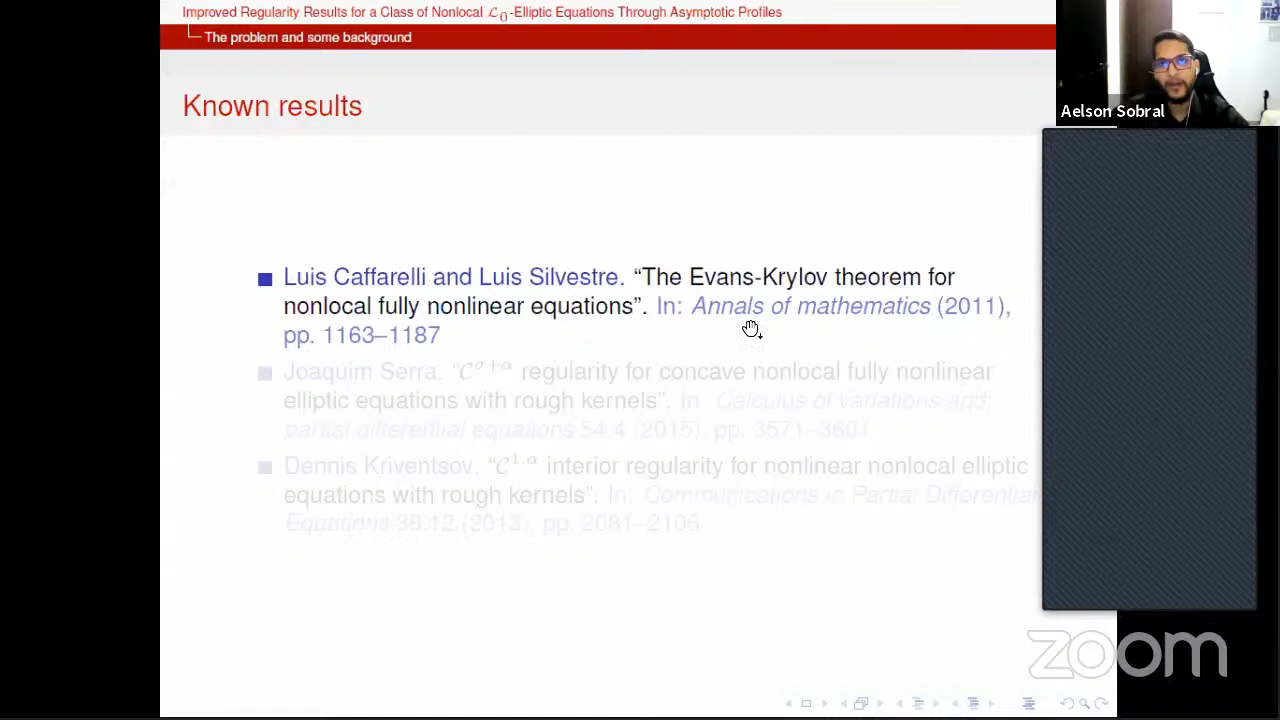 Improved Regularity Results for a Class of Nonlocal ℒ₀-Elliptic Equations Through Asymptotic Profiles
The problem and some background
Aelson Sobral
Known results
Luis Caffarelli and Luis Silvestre. “The Evans-Krylov theorem for
nonlocal fully nonlinear equations”. In: Annals of mathematics (2011),
pp. 1163–1187
Joaquim Serra. “𝒞^{σ+α} regularity for concave nonlocal fully nonlinear
elliptic equations with rough kernels”. In: Calculus of variations and
partial differential equations 54.4 (2015), pp. 3571–3601
Dennis Kriventsov. “𝒞^{1,α} interior regularity for nonlinear nonlocal elliptic
equations with rough kernels”. In: Communications in Partial Differential
Equations 38.12 (2013), pp. 2081–2106
zoom